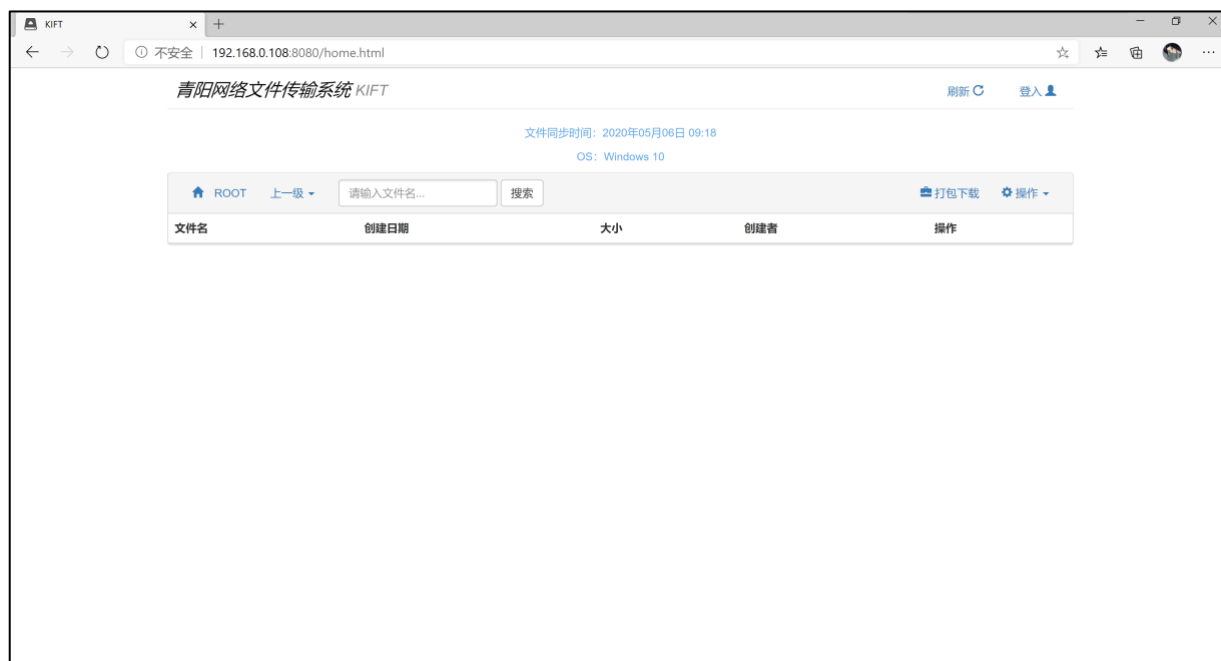 KIFT
不安全 192.168.0.108:8080/home.html
青阳网络文件传输系统 KIFT 刷新 登入
文件同步时间：2020年05月06日 09:18
OS：Windows 10
ROOT 上一级 请输入文件名... 搜索 打包下载 操作
文件名 创建日期 大小 创建者 操作